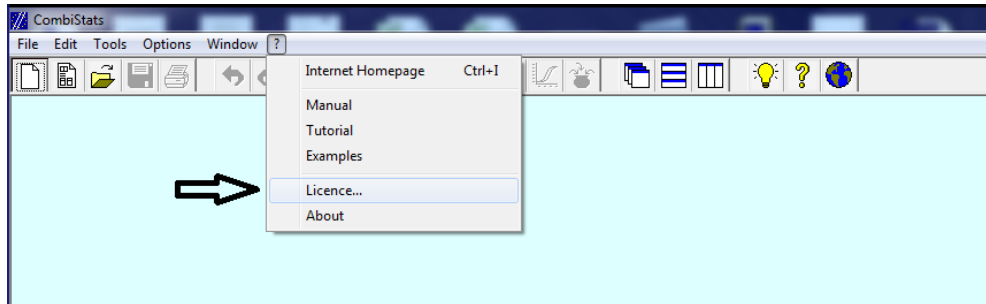 CombiStats
File Edit Tools Options Window ?
Internet Homepage Ctrl+I
Manual
Tutorial
Examples
Licence...
About